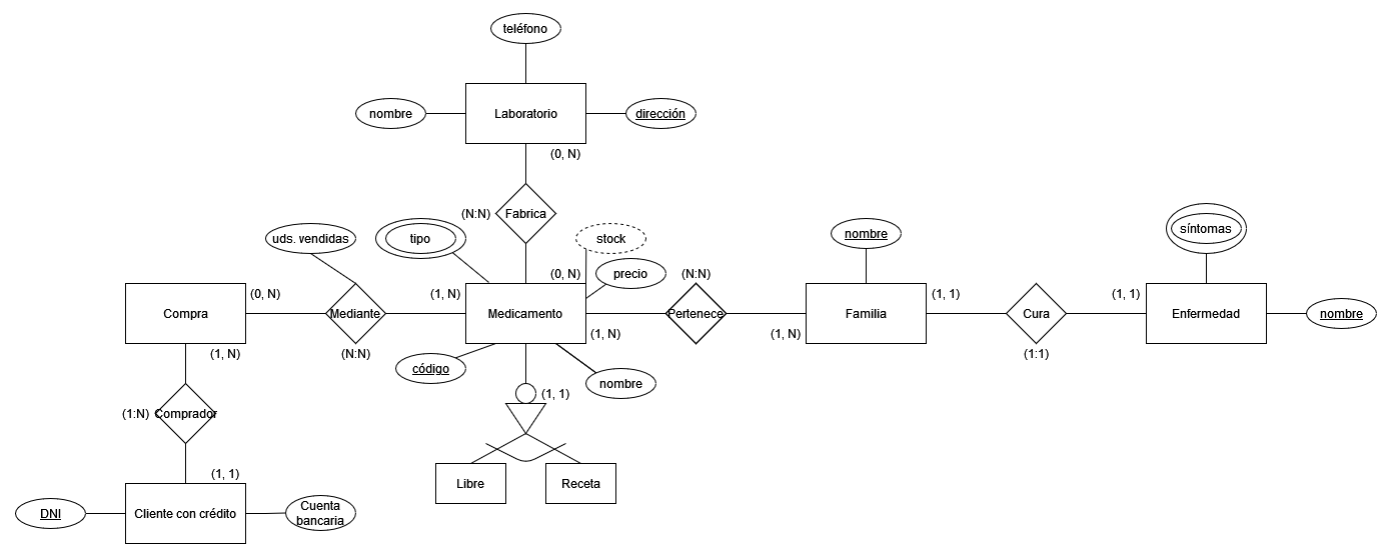 teléfono
nombre
Laboratorio
dirección
(0, N)
(N:N)
Fabrica
uds. vendidas
tipo
stock
nombre
síntomas
(0, N)
precio
(N:N)
(0, N)
(1, N)
(1, 1)
(1, 1)
Compra
Mediante
Medicamento
Pertenece
Familia
Cura
Enfermedad
nombre
(1, N)
(N:N)
(1, N)
(1, N)
(1:1)
código
nombre
(1, 1)
(1:N)
Comprador
(1, 1)
Libre
Receta
DNI
Cliente con crédito
Cuenta
bancaria